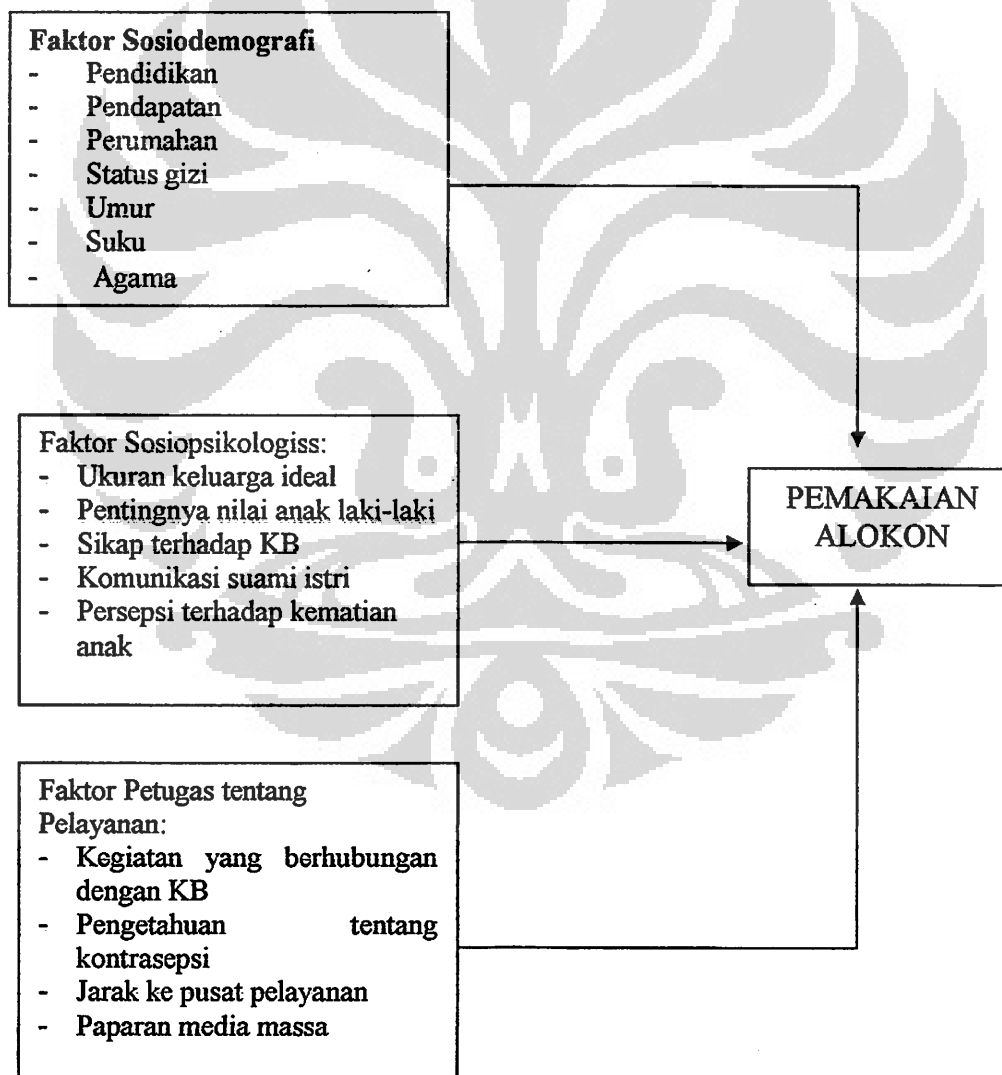 Faktor Sosiodemografi
- Pendidikan
- Pendapatan
- Perumahan
- Status gizi
- Umur
- Suku
- Agama
Faktor Sosiopsikologiss:
- Ukuran keluarga ideal
- Pentingnya nilai anak laki-laki
- Sikap terhadap KB
- Komunikasi suami istri
- Persepsi terhadap kematian
anak
PEMAKAIAN
ALOKON
Faktor Petugas tentang
Pelayanan:
- Kegiatan yang berhubungan
dengan KB
- Pengetahuan tentang
kontrasepsi
- Jarak ke pusat pelayanan
- Paparan media massa